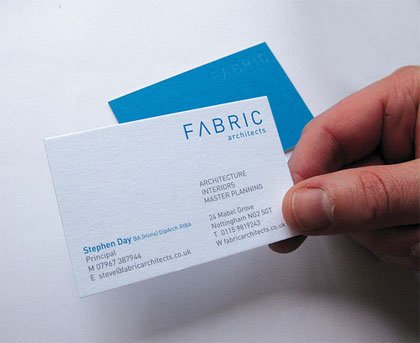 FABRIC
FABRIC
architects
ARCHITECTURE
INTERIORS
MASTER PLANNING
Stephen Day BA (Hons) DipArch RIBA
Principal
M 07967 387944
E steve@fabricarchitects.co.uk
24 Mabel Grove
Nottingham NG2 5GT
T 0115 9819243
W fabricarchitects.co.uk